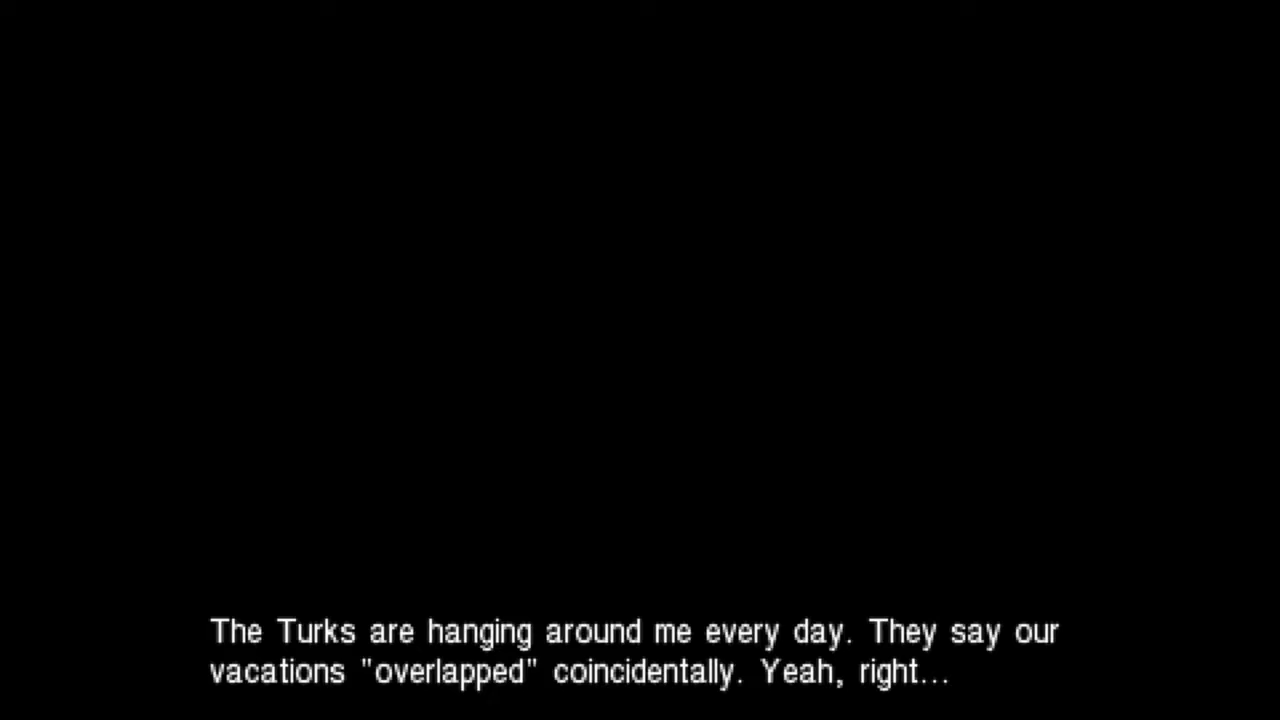 The Turks are hanging around me every day. They say our
vacations "overlapped" coincidentally. Yeah, right...